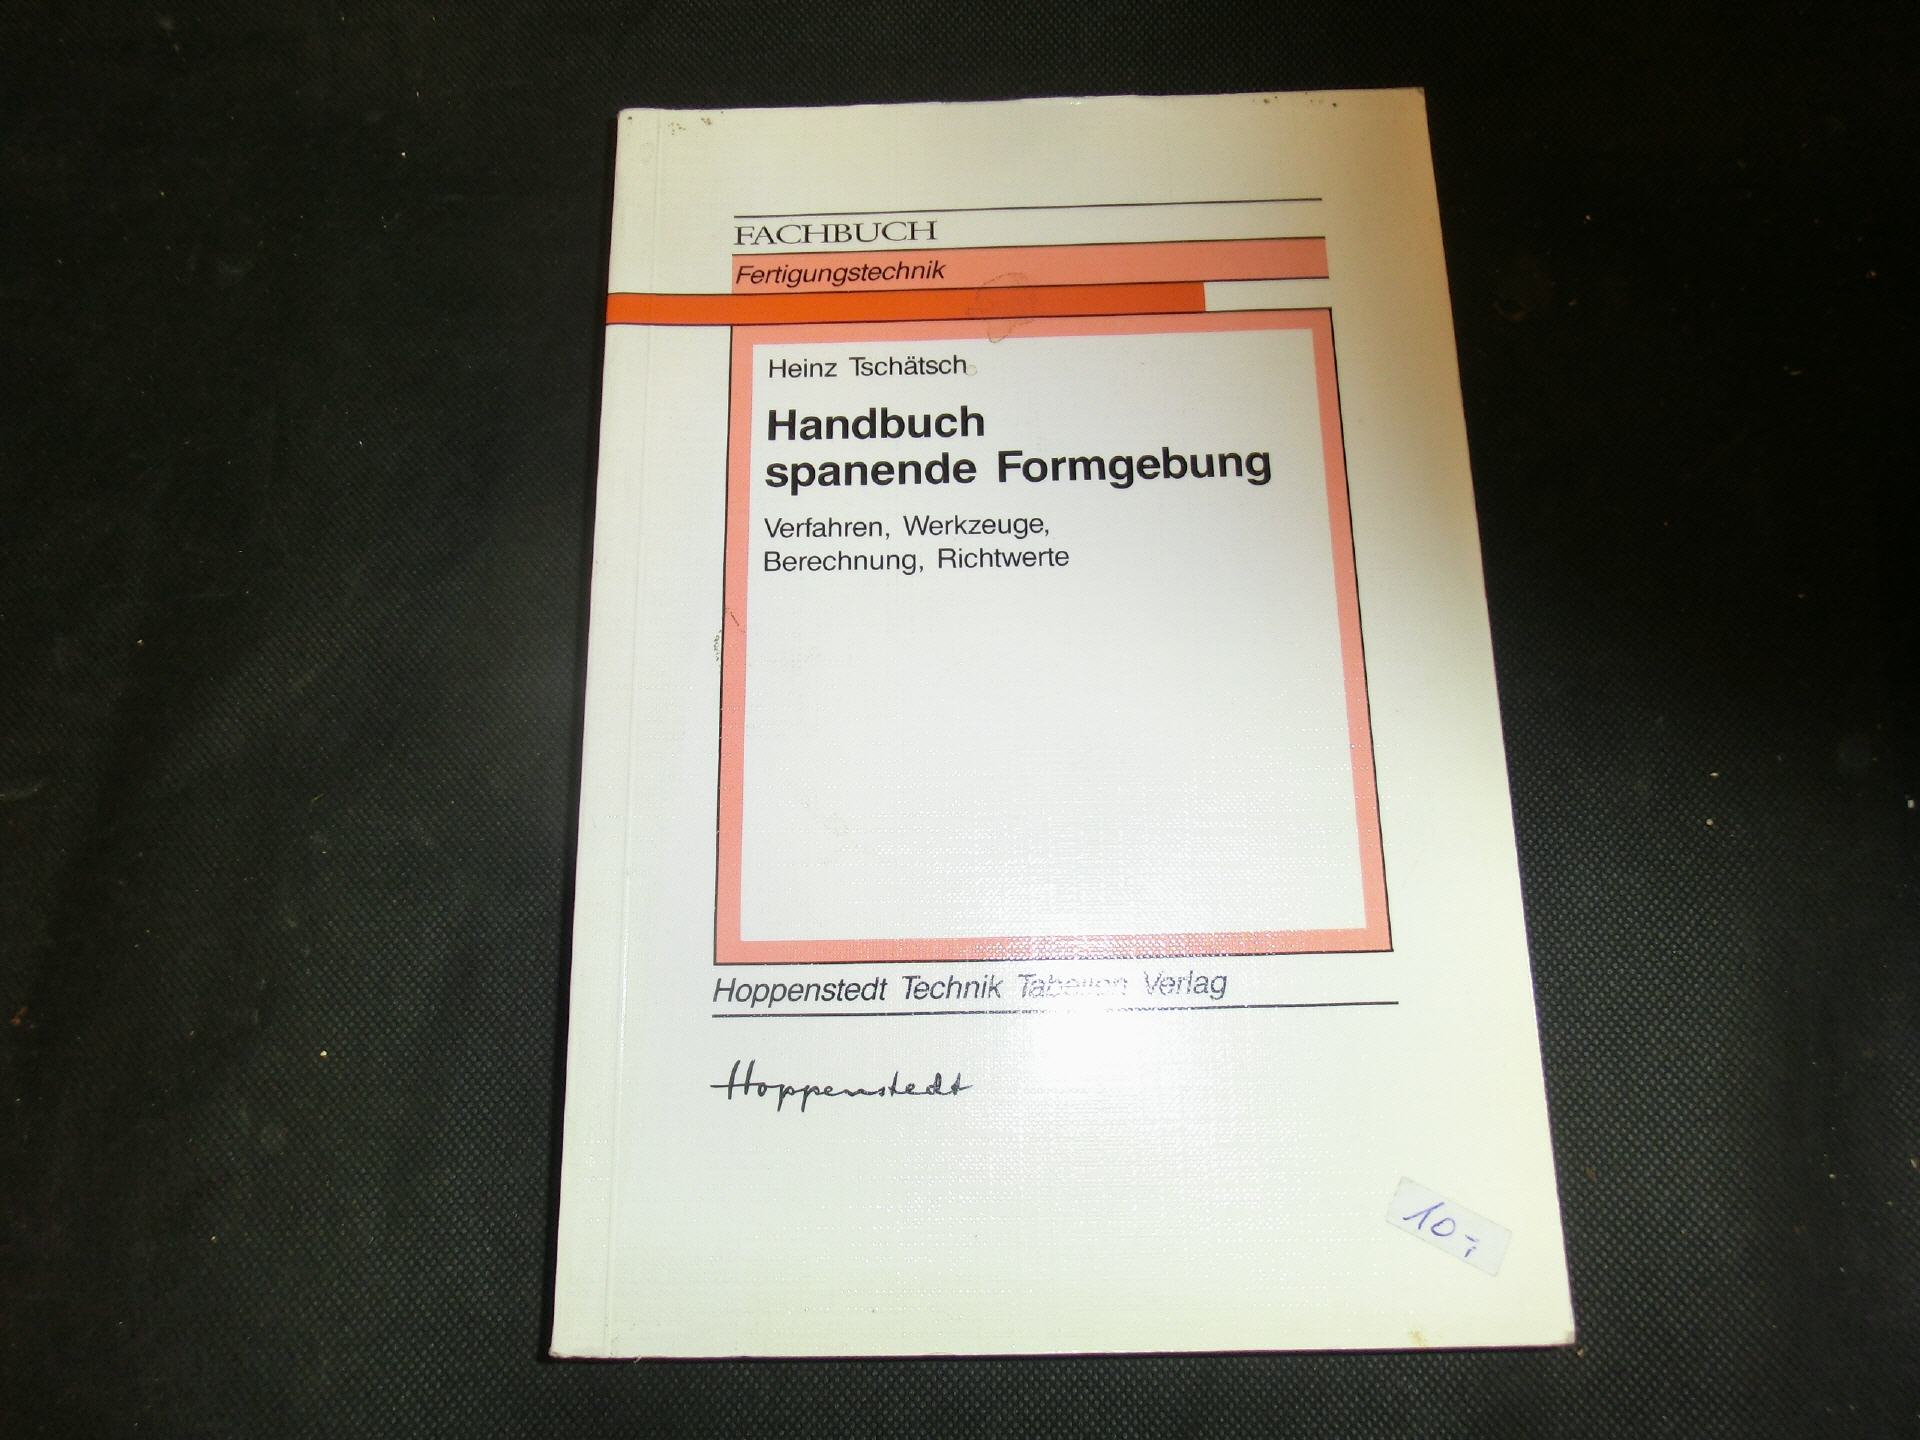 FACHBUCH
Fertigungstechnik
Heinz Tschätsch
Handbuch
spanende Formgebung
Verfahren, Werkzeuge,
Berechnung, Richtwerte
Hoppenstedt Technik Tabellen Verlag
Hoppenstedt
10,-